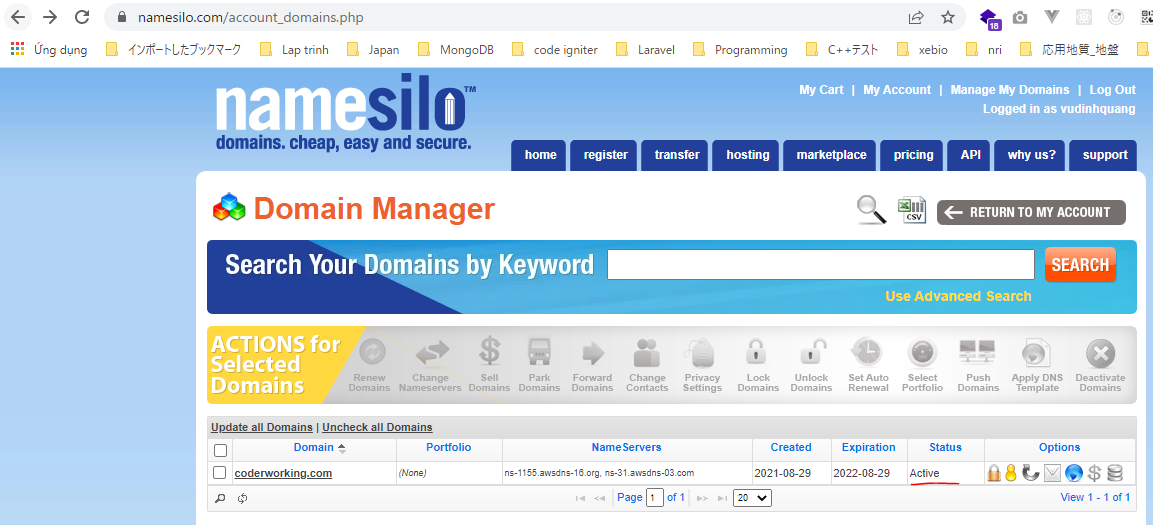 namesilo.com/account_domains.php
18
Ứng dụng
インポートしたブックマーク
Lap trinh
Japan
MongoDB
code igniter
Laravel
Programming
C++テスト
xebio
nri
応用地質_地盤
namesilo™
domains. cheap, easy and secure.
My Cart | My Account | Manage My Domains | Log Out
Logged in as vudinhquang
home register transfer hosting marketplace pricing API why us? support
Domain Manager
CSV
RETURN TO MY ACCOUNT
Search Your Domains by Keyword
SEARCH
Use Advanced Search
ACTIONS for
Selected
Domains
Renew
Domains
Change
Nameservers
Sell
Domains
Park
Domains
Forward
Domains
Change
Contacts
Privacy
Settings
Lock
Domains
Unlock
Domains
Set Auto
Renewal
Select
Portfolio
Push
Domains
Apply DNS
Template
Deactivate
Domains
Update all Domains | Uncheck all Domains
Domain Portfolio NameServers Created Expiration Status Options
coderworking.com (None) ns-1155.awsdns-16.org, ns-31.awsdns-03.com 2021-08-29 2022-08-29 Active
Page 1 of 1 20 View 1 - 1 of 1